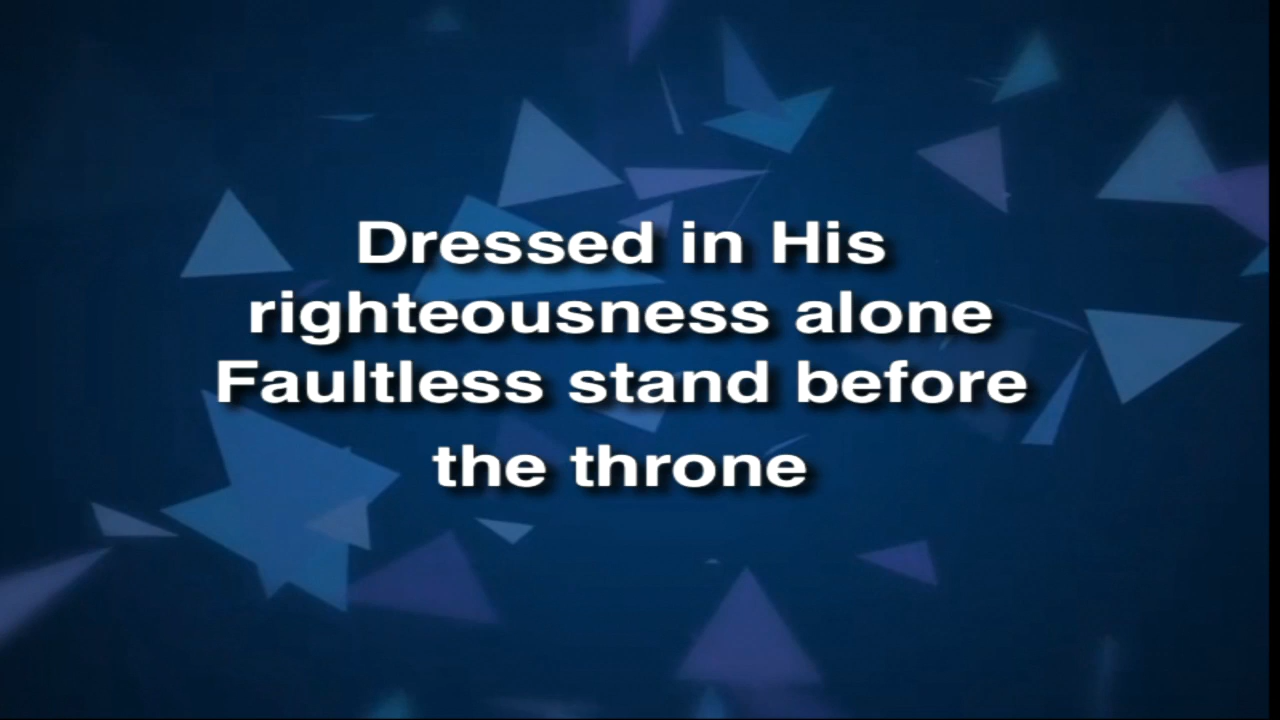 Dressed in His
righteousness alone
Faultless stand before
the throne